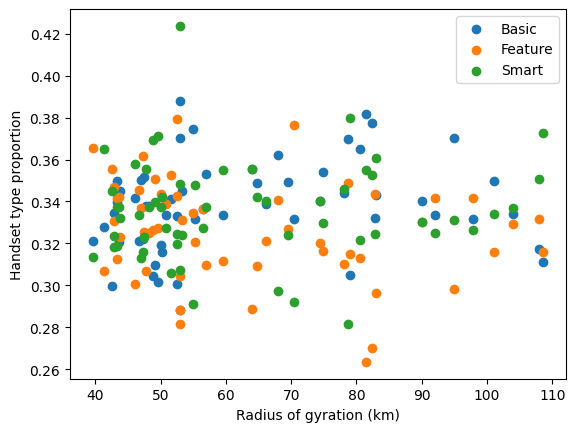 Basic
Feature
Smart
Handset type proportion
0.42
0.40
0.38
0.36
0.34
0.32
0.30
0.28
0.26
40 50 60 70 80 90 100 110
Radius of gyration (km)